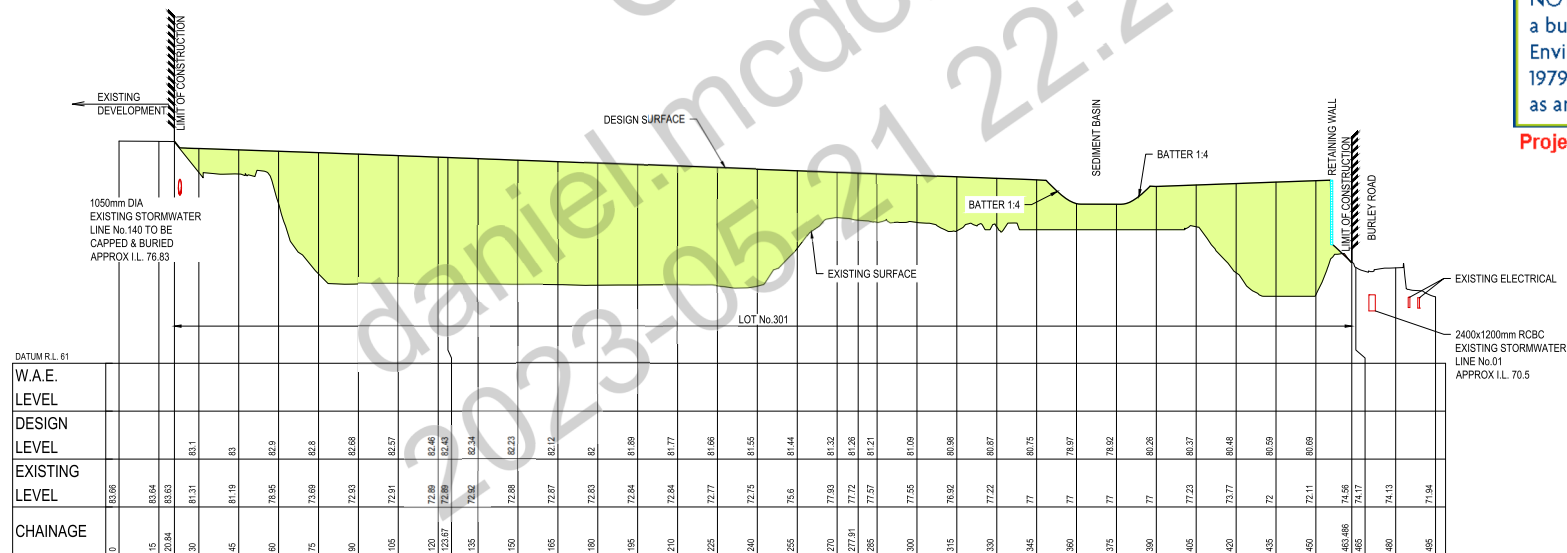 NO
a bu
Envi
1979
as an
Proje
EXISTING
DEVELOPMENT
LIMIT OF CONSTRUCTION
DESIGN SURFACE
SEDIMENT BASIN
BATTER 1:4
RETAINING WALL
LIMIT OF CONSTRUCTION
BURLEY ROAD
1050mm DIA
EXISTING STORMWATER
LINE No.140 TO BE
CAPPED & BURIED
APPROX I.L. 76.83
BATTER 1:4
EXISTING SURFACE
EXISTING ELECTRICAL
LOT No.301
2400x1200mm RCBC
EXISTING STORMWATER
LINE No.01
APPROX I.L. 70.5
daniel.mcdo
2023-05-21 22:2
DATUM R.L. 61
W.A.E.
LEVEL
DESIGN
LEVEL
83.1 83 82.9 82.8 82.68 82.57 82.46 82.43 82.34 82.23 82.12 82 81.89 81.77 81.66 81.55 81.44 81.32 81.26 81.21 81.09 80.98 80.87 80.75 78.97 78.92 80.26 80.37 80.48 80.59 80.69
EXISTING
LEVEL
83.66 83.64 83.63 81.31 81.19 78.95 73.69 72.93 72.91 72.89 72.89 72.92 72.88 72.87 72.83 72.84 72.84 72.77 72.75 75.6 77.93 77.72 77.57 77.55 76.92 77.22 77 77 77 77 77.23 73.77 72 72.11 74.56 74.17 74.13 71.94
CHAINAGE
0 15 20.84 30 45 60 75 90 105 120 123.67 135 150 165 180 195 210 225 240 255 270 277.91 285 300 315 330 345 360 375 390 405 420 435 450 463.486 465 480 495